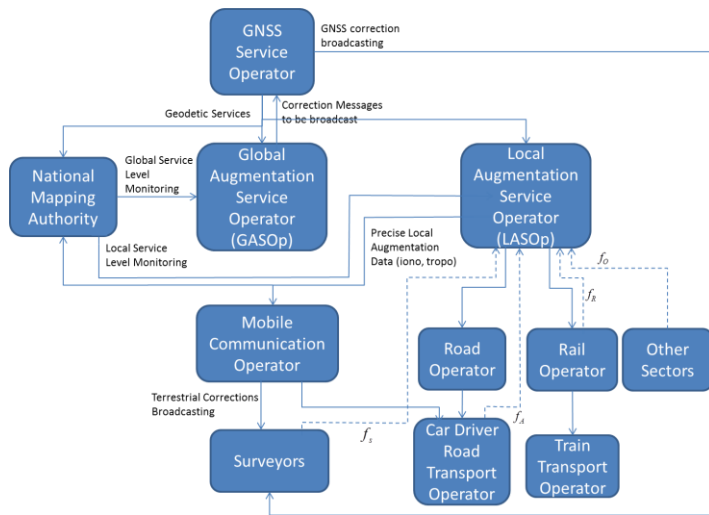 GNSS
Service
Operator
GNSS correction
broadcasting
Geodetic Services
Correction Messages
to be broadcast
National
Mapping
Authority
Global Service
Level
Monitoring
Global
Augmentation
Service
Operator
(GASOp)
Local
Augmentation
Service
Operator
(LASOp)
Local Service
Level Monitoring
Precise Local
Augmentation
Data (iono, tropo)
f_O
f_R
Mobile
Communication
Operator
Road
Operator
Rail
Operator
Other
Sectors
Terrestrial Corrections
Broadcasting
f_s
f_A
Surveyors
Car Driver
Road
Transport
Operator
Train
Transport
Operator